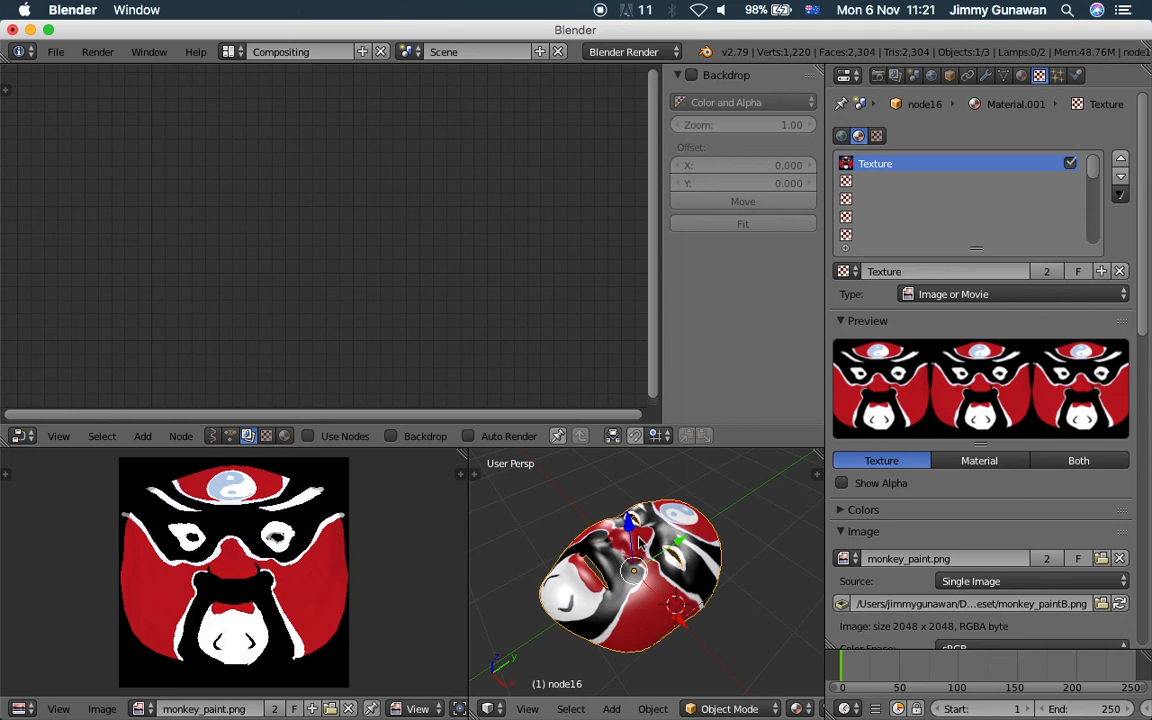 Blender Window 11 98% Mon 6 Nov 11:21 Jimmy Gunawan
Blender
File Render Window Help Compositing Scene Blender Render v2.79 | Verts:1,220 | Faces:2,304 | Tris:2,304 | Objects:1/3 | Lamps:0/2 | Mem:48.76M | node1
Backdrop
Color and Alpha
Zoom: 1.00
Offset:
X: 0.000
Y: 0.000
Move
Fit
node16 Material.001 Texture
Texture
Texture 2 F
Type: Image or Movie
Preview
Texture Material Both
Show Alpha
Colors
Image
monkey_paint.png 2 F
Source: Single Image
/Users/jimmygunawan/D...eset/monkey_paintB.png
Image: size 2048 x 2048, RGBA byte
View Select Add Node Use Nodes Backdrop Auto Render
User Persp
z y
(1) node16
0 50 100 150 200 250
View Image monkey_paint.png 2 F View
View Select Add Object Object Mode
Start: 1 End: 250